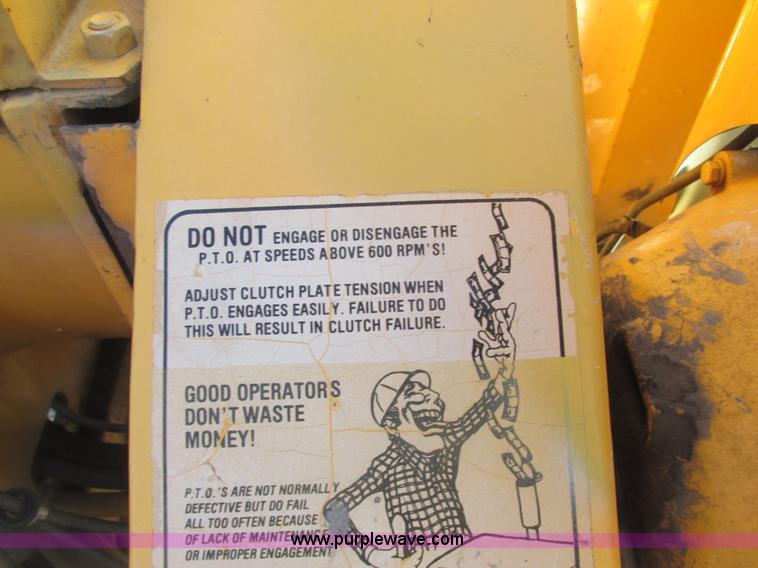 DO NOT ENGAGE OR DISENGAGE THE
P.T.O. AT SPEEDS ABOVE 600 RPM'S!
ADJUST CLUTCH PLATE TENSION WHEN
P.T.O. ENGAGES EASILY. FAILURE TO DO
THIS WILL RESULT IN CLUTCH FAILURE.
GOOD OPERATORS
DON'T WASTE
MONEY!
P.T.O.'S ARE NOT NORMALLY
DEFECTIVE BUT DO FAIL
ALL TOO OFTEN BECAUSE
OF LACK OF MAINTENANCE
OR IMPROPER ENGAGEMENT
www.purplewave.com